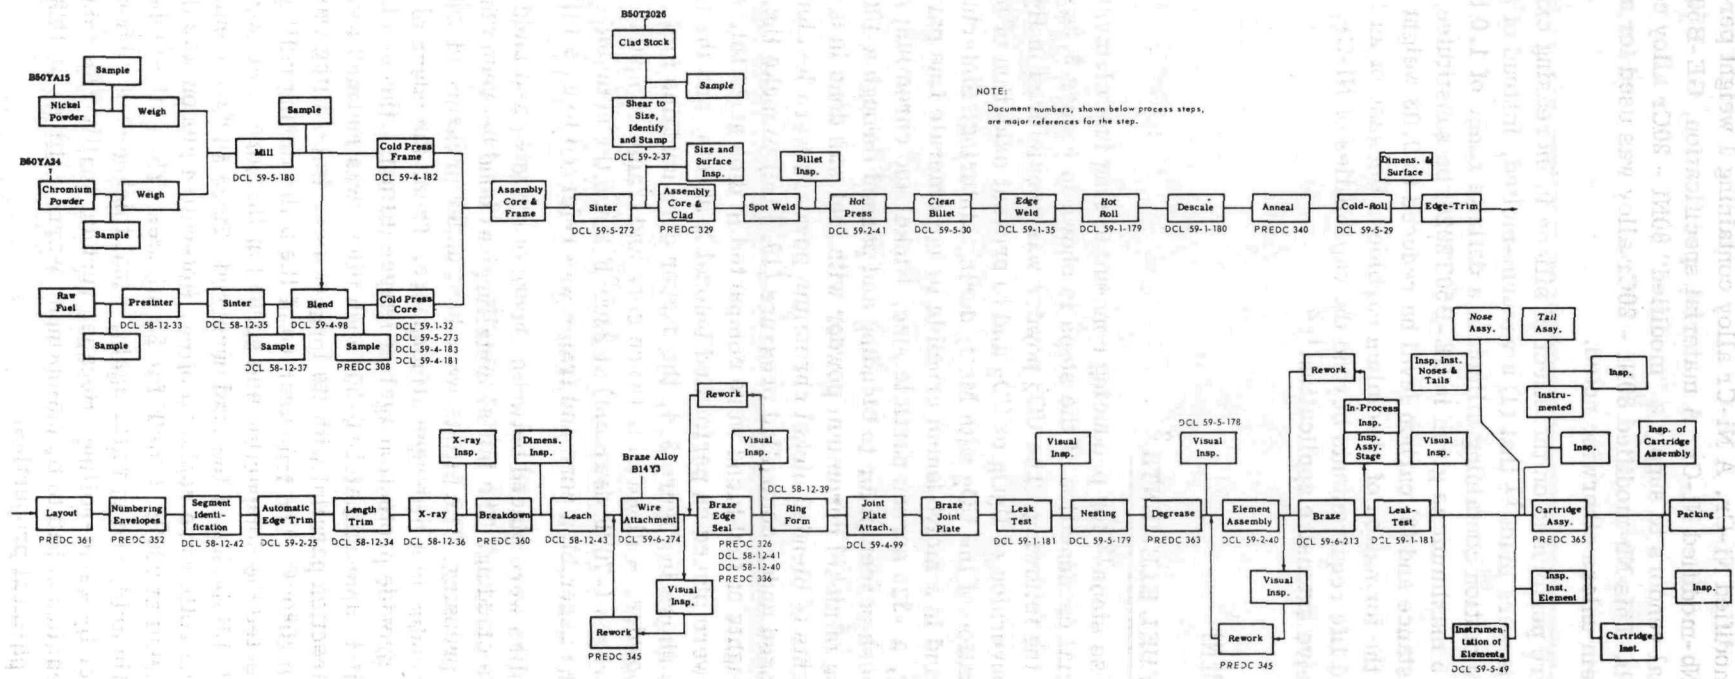 B50T2026
Clad Stock
Sample
Shear to
Size,
Identify
and Stamp
DCL 59-2-37
NOTE:
Document numbers, shown below process steps,
are major references for the step.
B50YA15
Sample
Nickel
Powder
Weigh
Sample
B50YA24
Chromium
Powder
Weigh
Sample
Mill
DCL 59-5-180
Cold Press
Frame
DCL 59-4-182
Assembly
Core &
Frame
Sinter
DCL 59-5-272
Size and
Surface
Insp.
Assembly
Core &
Clad
PREDC 329
Spot Weld
Billet
Insp.
Hot
Press
DCL 59-2-41
Clean
Billet
DCL 59-5-30
Edge
Weld
DCL 59-1-35
Hot
Roll
DCL 59-1-179
Descale
DCL 59-1-180
Anneal
PREDC 340
Cold-Roll
DCL 59-5-29
Dimens. &
Surface
Edge-Trim
Raw
Fuel
Sample
Presinter
DCL 58-12-33
Sinter
DCL 58-12-35
Sample
DCL 58-12-37
Blend
DCL 59-4-98
Sample
PREDC 308
Cold Press
Core
DCL 59-1-32
DCL 59-5-273
DCL 59-4-183
DCL 59-4-181
Layout
PREDC 361
Numbering
Envelopes
PREDC 352
Segment
Identi-
fication
DCL 58-12-42
Automatic
Edge Trim
DCL 59-2-25
Length
Trim
DCL 58-12-34
X-ray
DCL 58-12-36
X-ray
Insp.
Breakdown
PREDC 360
Dimens.
Insp.
Leach
DCL 58-12-43
Braze Alloy
B14Y3
Wire
Attachment
DCL 59-6-274
Visual
Insp.
Rework
PREDC 345
Rework
Visual
Insp.
Braze
Edge
Seal
PREDC 326
DCL 58-12-41
DCL 58-12-40
PREDC 336
DCL 58-12-39
Ring
Form
Joint
Plate
Attach.
DCL 59-4-99
Braze
Joint
Plate
Leak
Test
DCL 59-1-181
Visual
Insp.
Nesting
DCL 59-5-179
Degrease
PREDC 363
DCL 59-5-178
Visual
Insp.
Element
Assembly
DCL 59-2-40
Visual
Insp.
Rework
PREDC 345
Rework
In-Process
Insp.
Insp.
Assy.
Stage
Braze
DCL 59-6-213
Leak-
Test
DCL 59-1-181
Visual
Insp.
Insp. Inst.
Noses &
Tails
Nose
Assy.
Tail
Assy.
Insp.
Instru-
mented
Insp.
Instrumen-
tation of
Elements
DCL 59-5-49
Insp.
Inst.
Element
Cartridge
Assy.
PREDC 365
Insp. of
Cartridge
Assembly
Cartridge
Inst.
Insp.
Packing